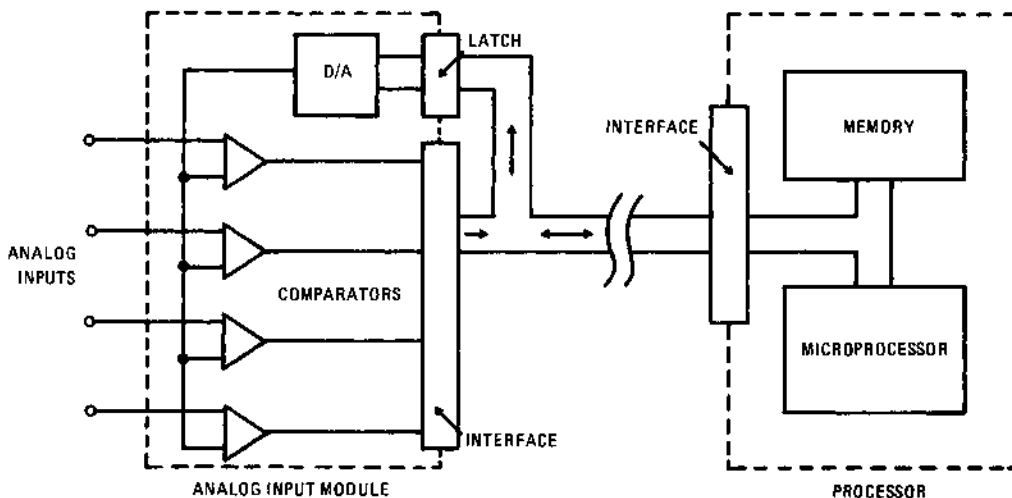 LATCH
D/A
INTERFACE
MEMORY
ANALOG
INPUTS
COMPARATORS
MICROPROCESSOR
INTERFACE
ANALOG INPUT MODULE
PROCESSOR